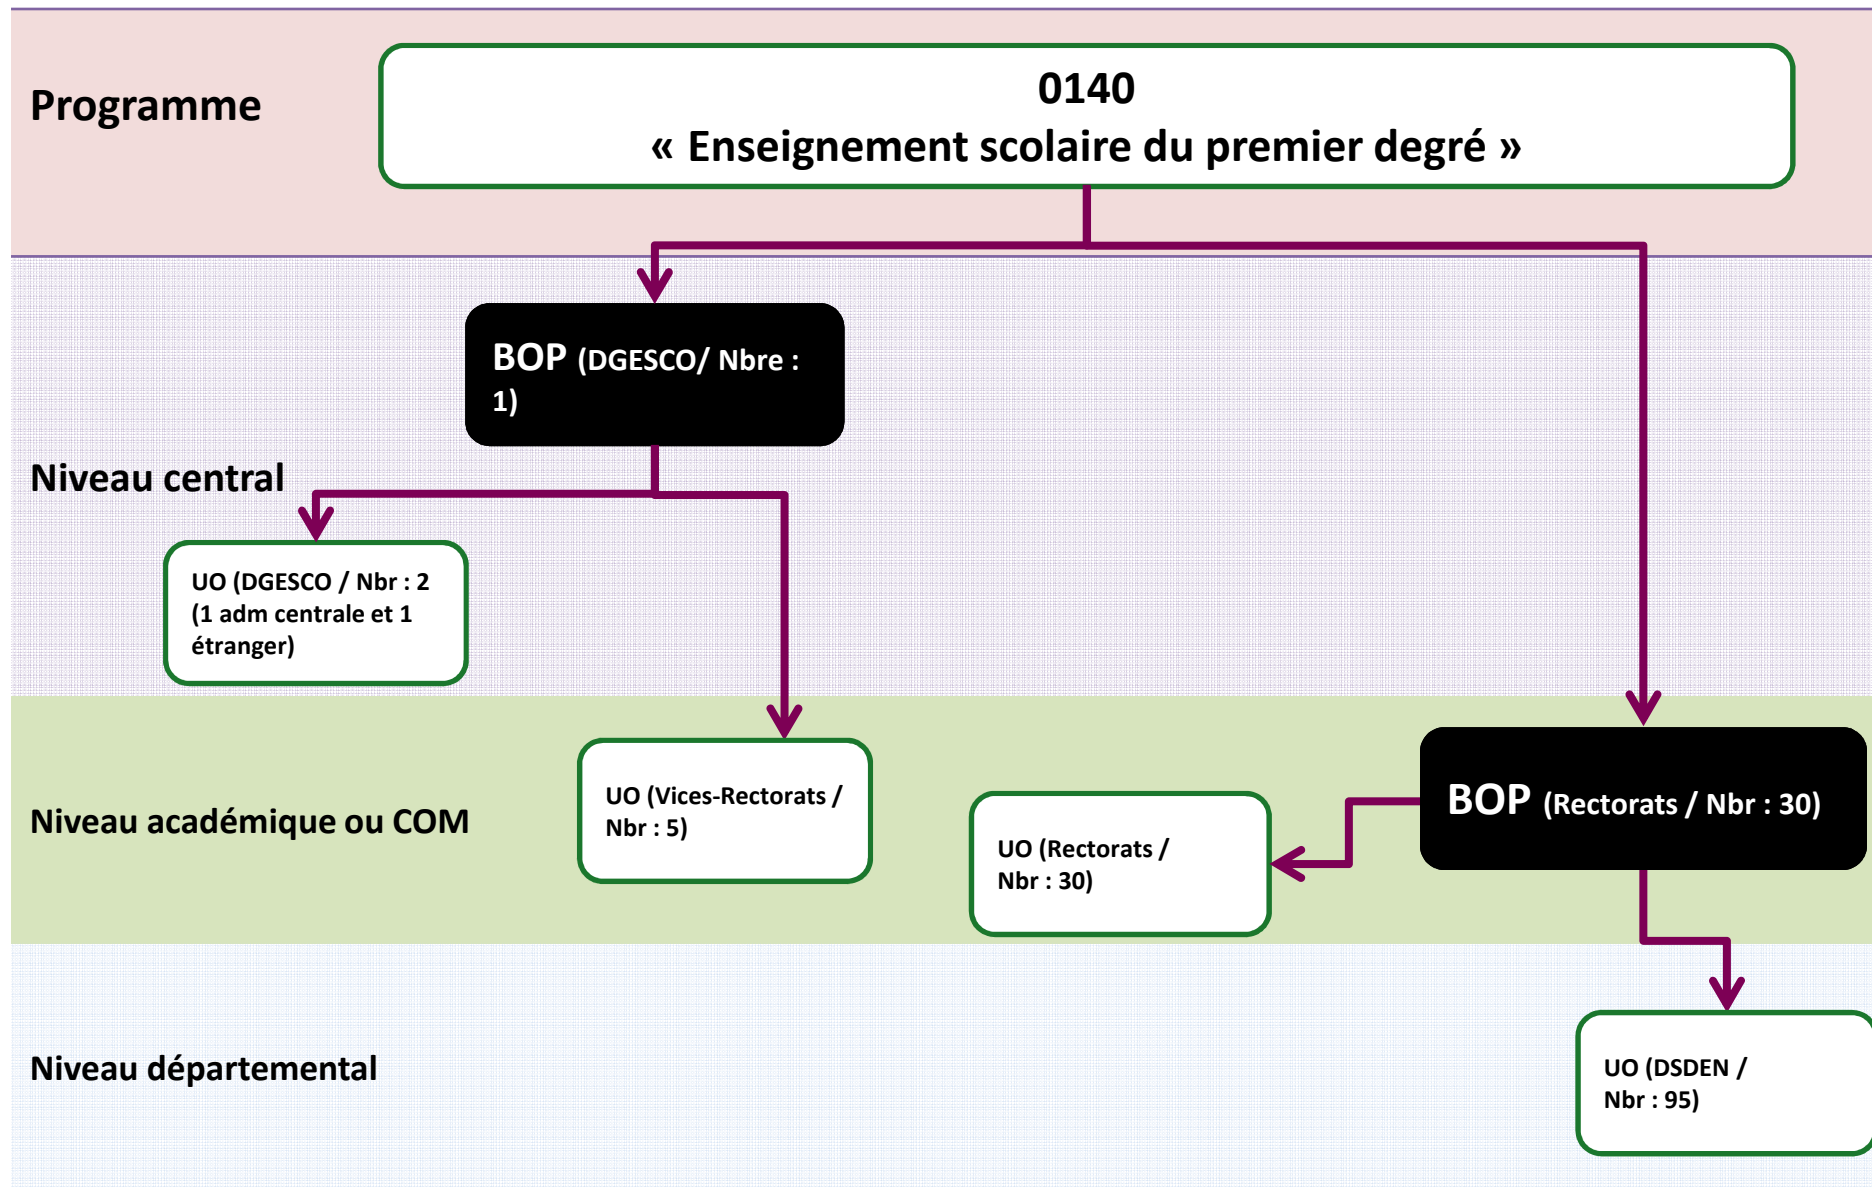 Programme
0140
« Enseignement scolaire du premier degré »
BOP (DGESCO/ Nbre :
1)
Niveau central
UO (DGESCO / Nbr : 2
(1 adm centrale et 1
étranger)
Niveau académique ou COM
UO (Vices-Rectorats /
Nbr : 5)
UO (Rectorats /
Nbr : 30)
BOP (Rectorats / Nbr : 30)
Niveau départemental
UO (DSDEN /
Nbr : 95)